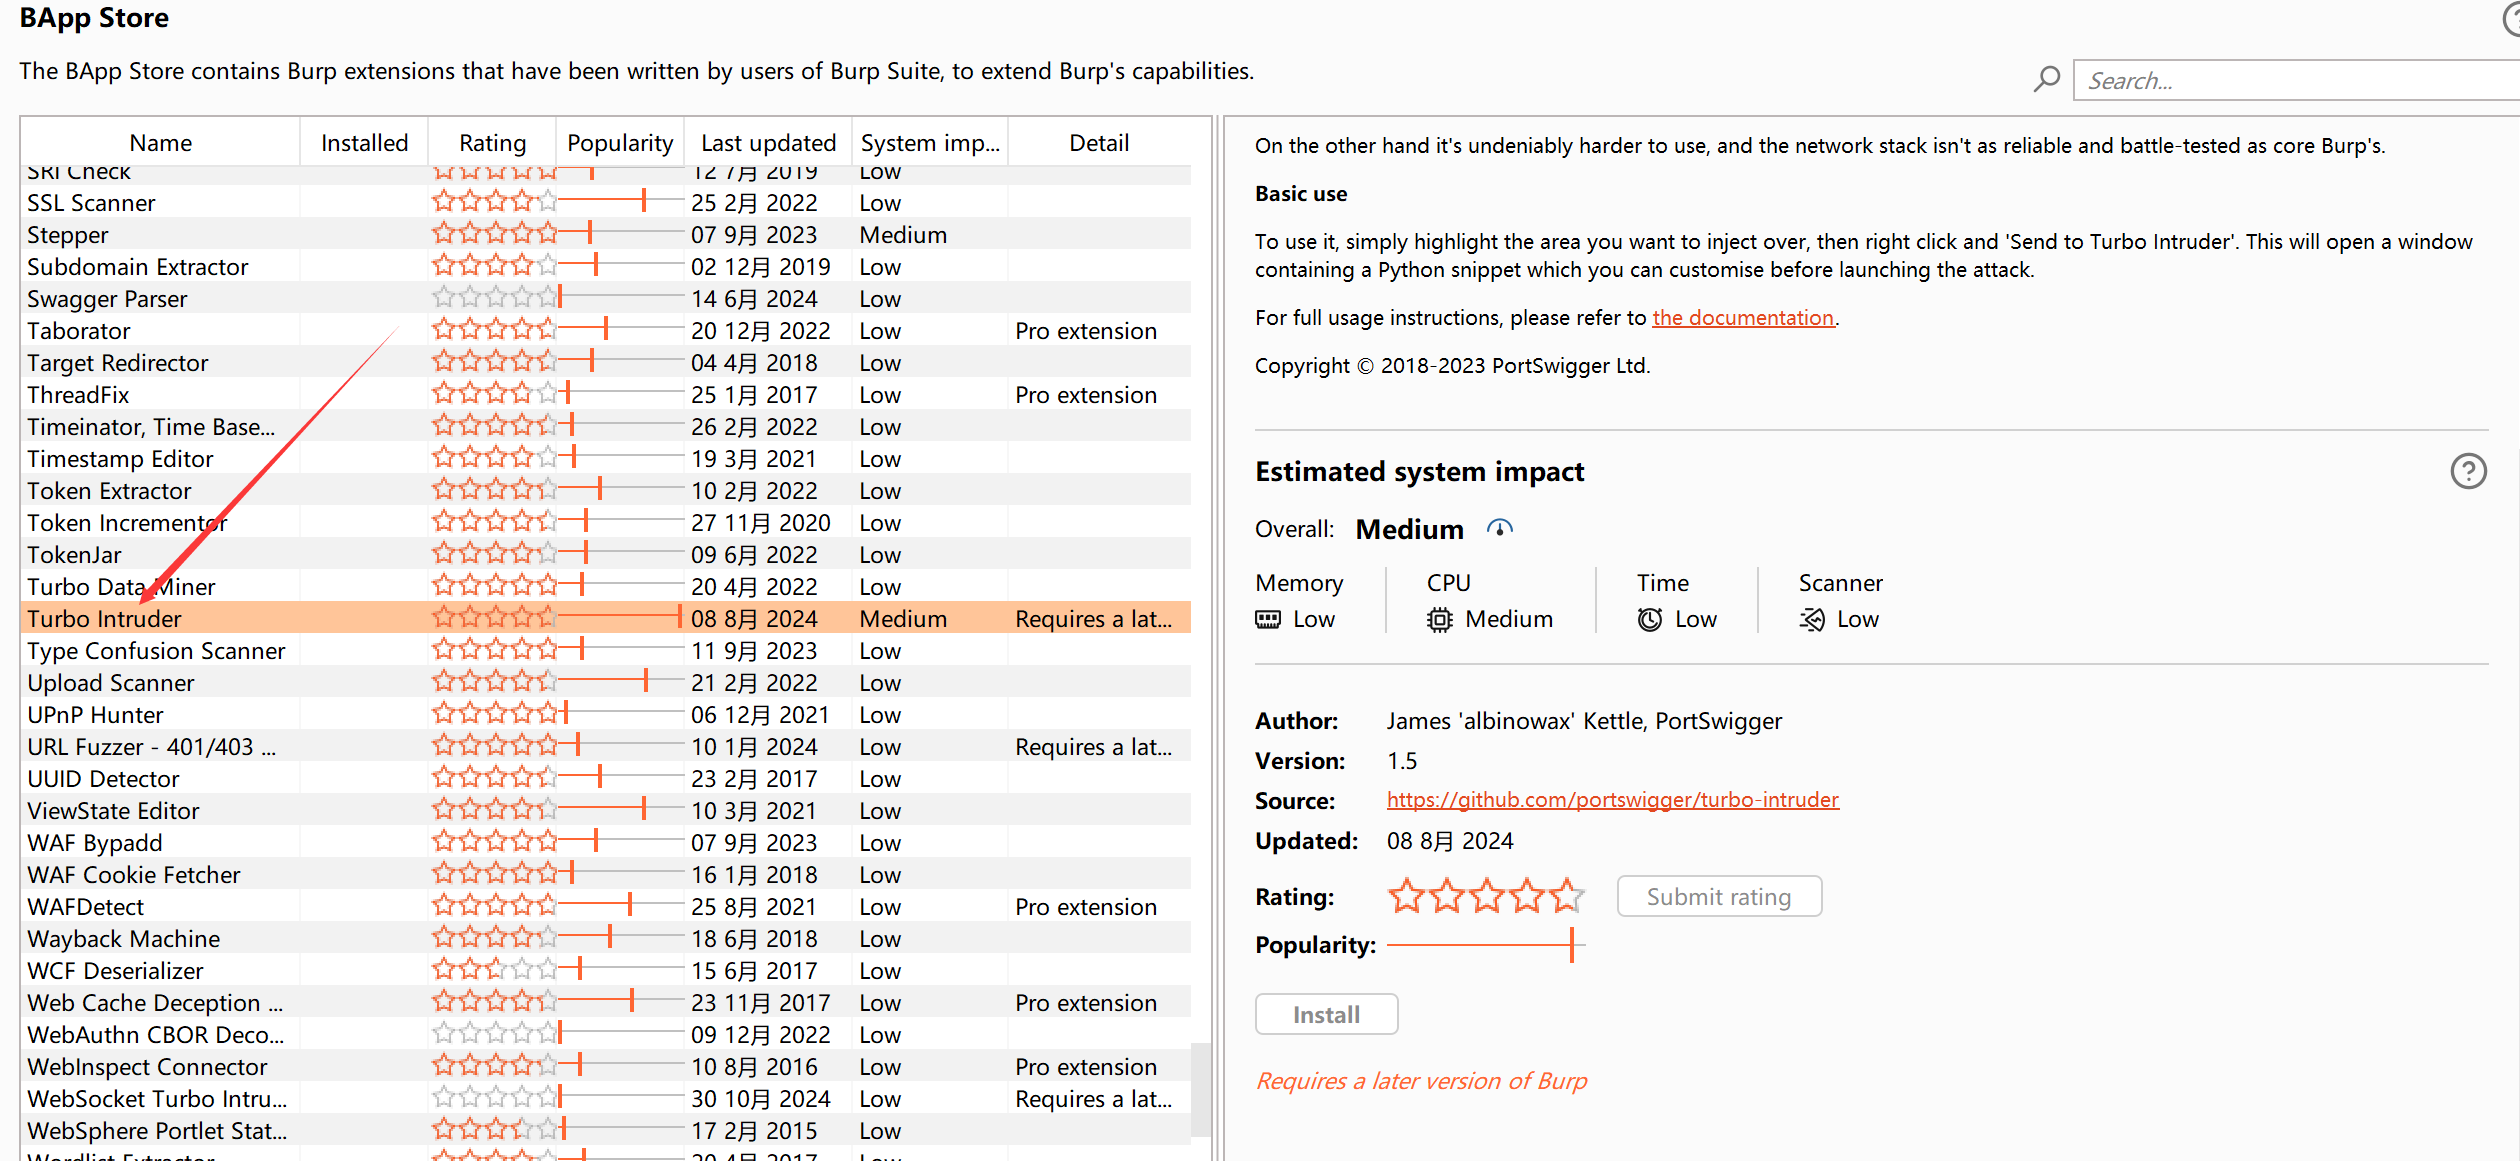 BApp Store
The BApp Store contains Burp extensions that have been written by users of Burp Suite, to extend Burp's capabilities.
Search...
Name Installed Rating Popularity Last updated System imp... Detail
SRI Check 12 7月 2019 Low
SSL Scanner 25 2月 2022 Low
Stepper 07 9月 2023 Medium
Subdomain Extractor 02 12月 2019 Low
Swagger Parser 14 6月 2024 Low
Taborator 20 12月 2022 Low Pro extension
Target Redirector 04 4月 2018 Low
ThreadFix 25 1月 2017 Low Pro extension
Timeinator, Time Base... 26 2月 2022 Low
Timestamp Editor 19 3月 2021 Low
Token Extractor 10 2月 2022 Low
Token Incrementor 27 11月 2020 Low
TokenJar 09 6月 2022 Low
Turbo Data Miner 20 4月 2022 Low
Turbo Intruder 08 8月 2024 Medium Requires a lat...
Type Confusion Scanner 11 9月 2023 Low
Upload Scanner 21 2月 2022 Low
UPnP Hunter 06 12月 2021 Low
URL Fuzzer - 401/403 ... 10 1月 2024 Low Requires a lat...
UUID Detector 23 2月 2017 Low
ViewState Editor 10 3月 2021 Low
WAF Bypadd 07 9月 2023 Low
WAF Cookie Fetcher 16 1月 2018 Low
WAFDetect 25 8月 2021 Low Pro extension
Wayback Machine 18 6月 2018 Low
WCF Deserializer 15 6月 2017 Low
Web Cache Deception ... 23 11月 2017 Low Pro extension
WebAuthn CBOR Deco... 09 12月 2022 Low
WebInspect Connector 10 8月 2016 Low Pro extension
WebSocket Turbo Intru... 30 10月 2024 Low Requires a lat...
WebSphere Portlet Stat... 17 2月 2015 Low
Wordlist Extractor 20 4月 2017 Low
On the other hand it's undeniably harder to use, and the network stack isn't as reliable and battle-tested as core Burp's.
Basic use
To use it, simply highlight the area you want to inject over, then right click and 'Send to Turbo Intruder'. This will open a window
containing a Python snippet which you can customise before launching the attack.
For full usage instructions, please refer to the documentation.
Copyright © 2018-2023 PortSwigger Ltd.
Estimated system impact
Overall: Medium
Memory CPU Time Scanner
Low Medium Low Low
Author: James 'albinowax' Kettle, PortSwigger
Version: 1.5
Source: https://github.com/portswigger/turbo-intruder
Updated: 08 8月 2024
Rating: Submit rating
Popularity:
Install
Requires a later version of Burp